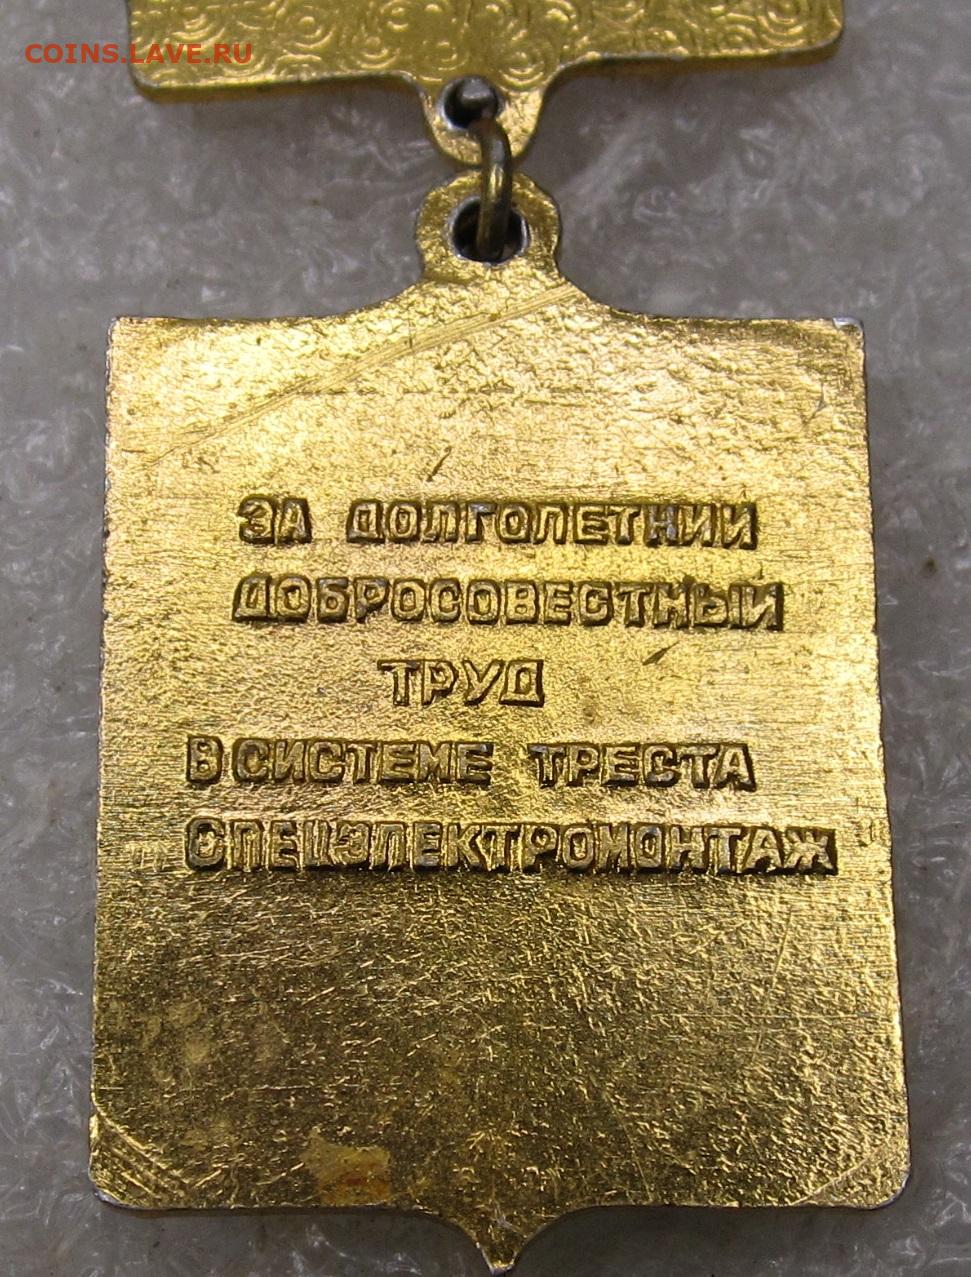 COINS.LAVE.RU
ЗА ДОЛГОЛЕТНИЙ
ДОБРОСОВЕСТНЫЙ
ТРУД
В СИСТЕМЕ ТРЕСТА
СПЕЦЭЛЕКТРОМОНТАЖ